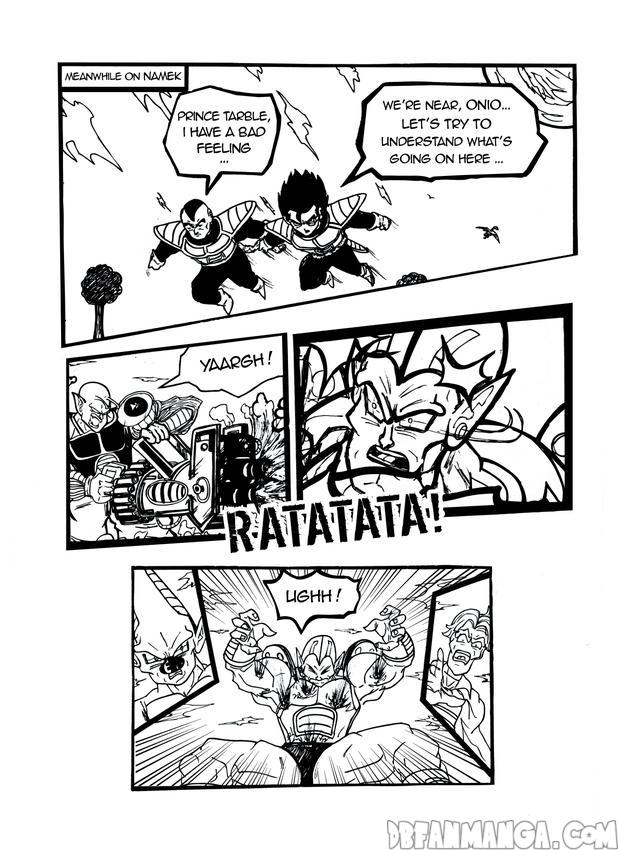 MEANWHILE ON NAMEK
PRINCE TARBLE,
I HAVE A BAD
FEELING
...
WE'RE NEAR, ONIO...
LET'S TRY TO
UNDERSTAND WHAT'S
GOING ON HERE ...
YAARGH!
RATATATA!
UGHH!
DBFANMANGA.COM